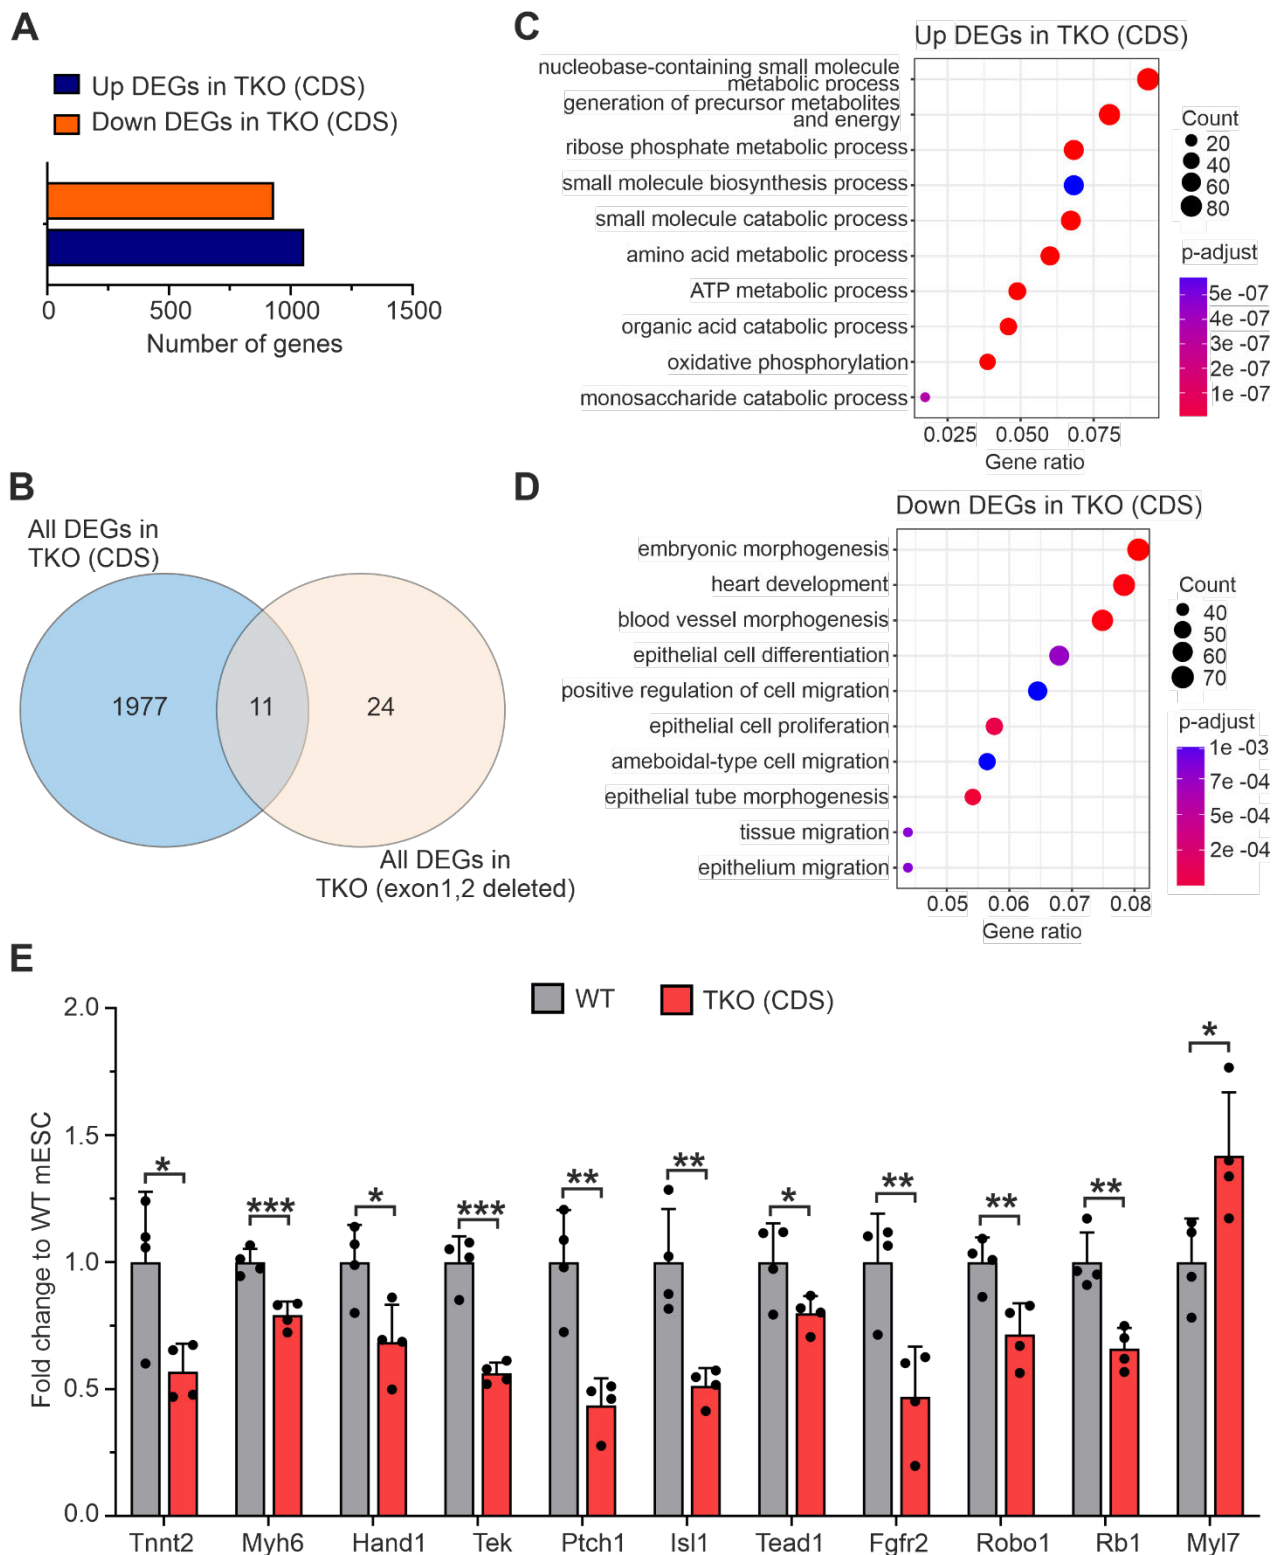 A
Up DEGs in TKO (CDS)
Down DEGs in TKO (CDS)
0
500
1000
1500
Number of genes
B
All DEGs in
TKO (CDS)
1977
11
24
All DEGs in
TKO (exon1,2 deleted)
C
Up DEGs in TKO (CDS)
nucleobase-containing small molecule
metabolic process
generation of precursor metabolites
and energy
ribose phosphate metabolic process
small molecule biosynthesis process
small molecule catabolic process
amino acid metabolic process
ATP metabolic process
organic acid catabolic process
oxidative phosphorylation
monosaccharide catabolic process
0.025
0.050
0.075
Gene ratio
Count
20
40
60
80
p-adjust
5e -07
4e -07
3e -07
2e -07
1e -07
D
Down DEGs in TKO (CDS)
embryonic morphogenesis
heart development
blood vessel morphogenesis
epithelial cell differentiation
positive regulation of cell migration
epithelial cell proliferation
ameboidal-type cell migration
epithelial tube morphogenesis
tissue migration
epithelium migration
0.05
0.06
0.07
0.08
Gene ratio
Count
40
50
60
70
p-adjust
1e -03
7e -04
5e -04
2e -04
E
WT
TKO (CDS)
Fold change to WT mESC
2.0
1.5
1.0
0.5
0.0
*
***
*
***
**
**
*
**
**
**
*
Tnnt2
Myh6
Hand1
Tek
Ptch1
Isl1
Tead1
Fgfr2
Robo1
Rb1
Myl7